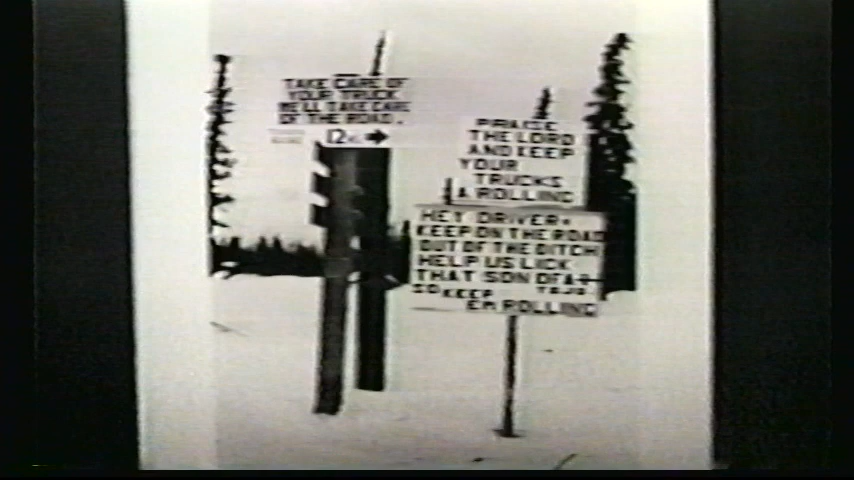 TAKE CARE OF
YOUR TRUCK
WE'LL TAKE CARE
OF THE ROAD.
12
PRAISE
THE LORD
AND KEEP
YOUR
TRUCKS
A ROLLING
HEY DRIVER
KEEP ON THE ROAD
OUT OF THE DITCH
HELP US LICK
THAT SON OF A
SO KEEP
EM ROLLING